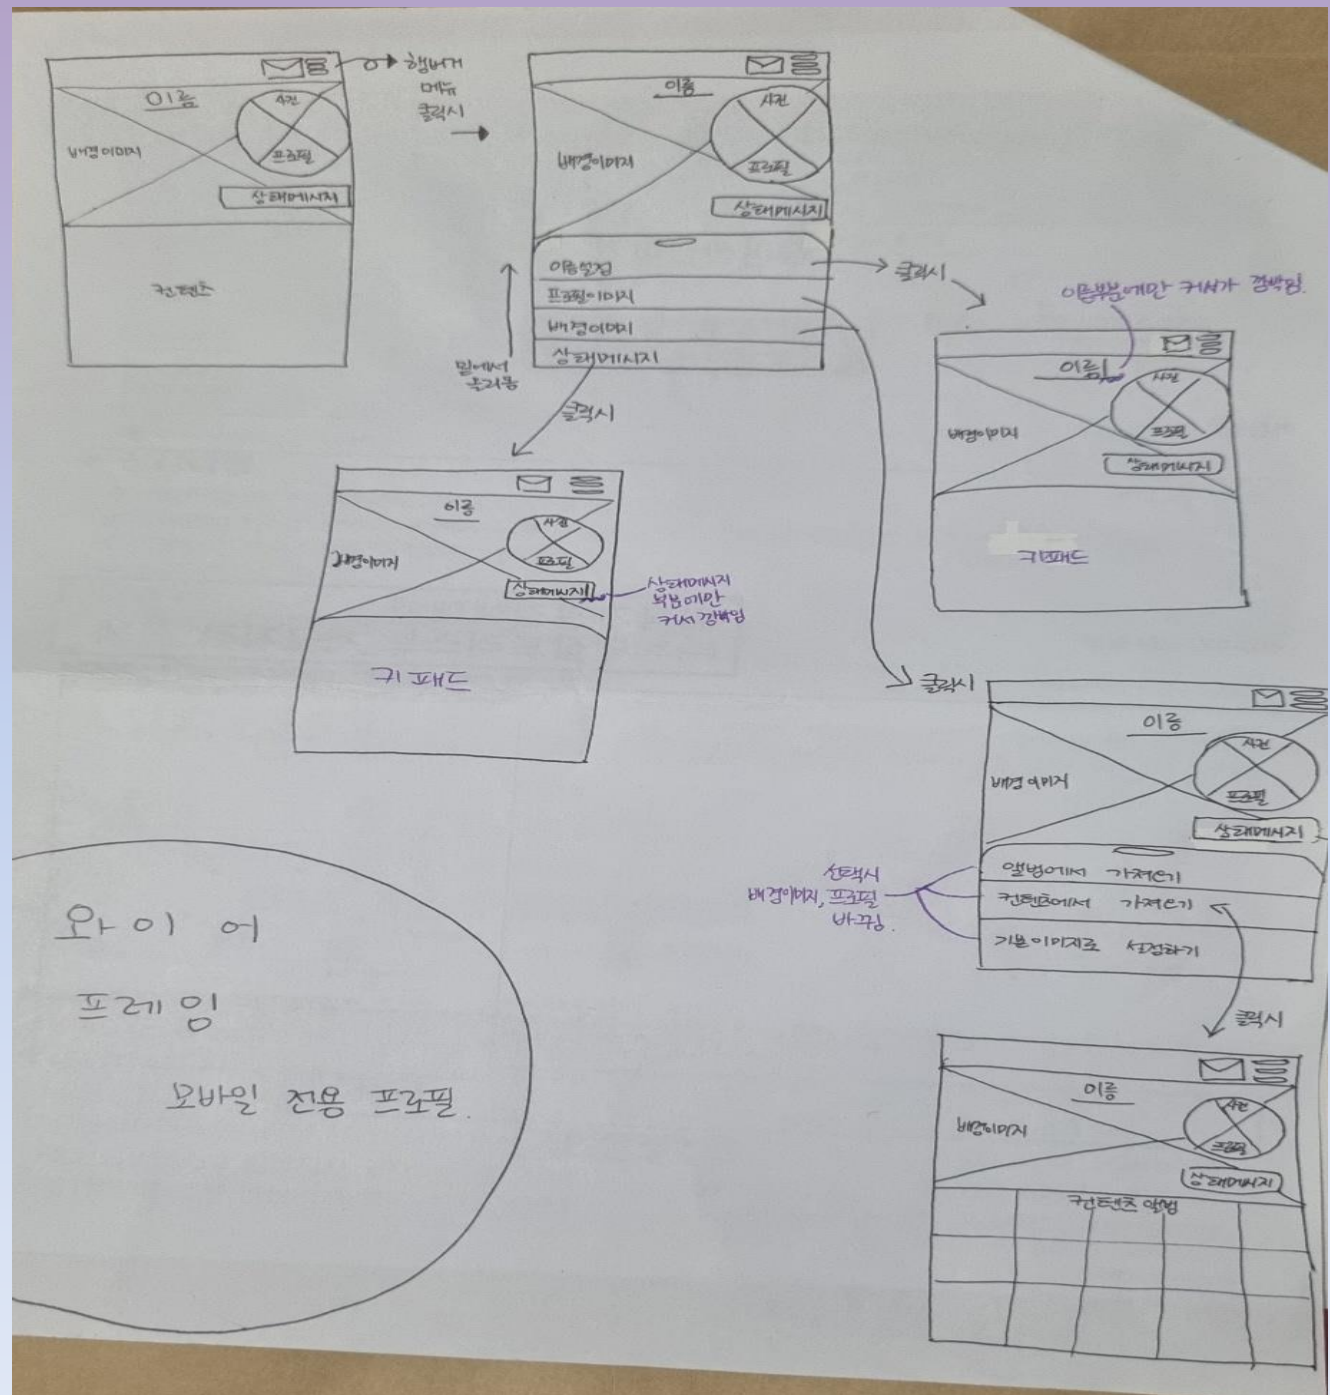 이름
사진
배경이미지
프로필
상태메시지
컨텐츠
햄버거
메뉴
클릭시
이름
사진
배경이미지
프로필
상태메시지
이름설정
프로필이미지
배경이미지
상태메시지
밑에서
올라옴
클릭시
클릭시
이름부분에만 커서가 깜박임.
이름
사진
배경이미지
프로필
상태메시지
키패드
이름
사진
배경이미지
프로필
상태메시지
상태메시지
부분에만
커서 깜박임
키패드
클릭시
이름
사진
배경이미지
프로필
상태메시지
앨범에서 가져오기
컨텐츠에서 가져오기
기본이미지로 설정하기
선택시
배경이미지, 프로필
바뀜.
클릭시
이름
사진
배경이미지
프로필
상태메시지
컨텐츠 앨범
와이어
프레임
모바일 전용 프로필.